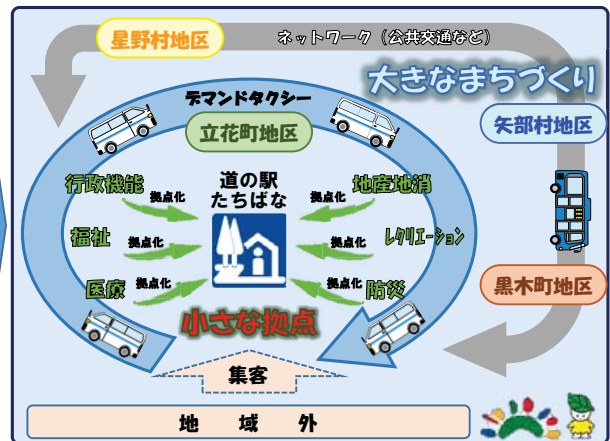 星野村地区
ネットワーク（公共交通など）
大きなまちづくり
デマンドタクシー
立花町地区
矢部村地区
行政機能
拠点化
道の駅
たちばな
拠点化
地産地消
福祉
拠点化
拠点化
レクリエーション
医療
拠点化
拠点化
防災
黒木町地区
小さな拠点
集客
地域外